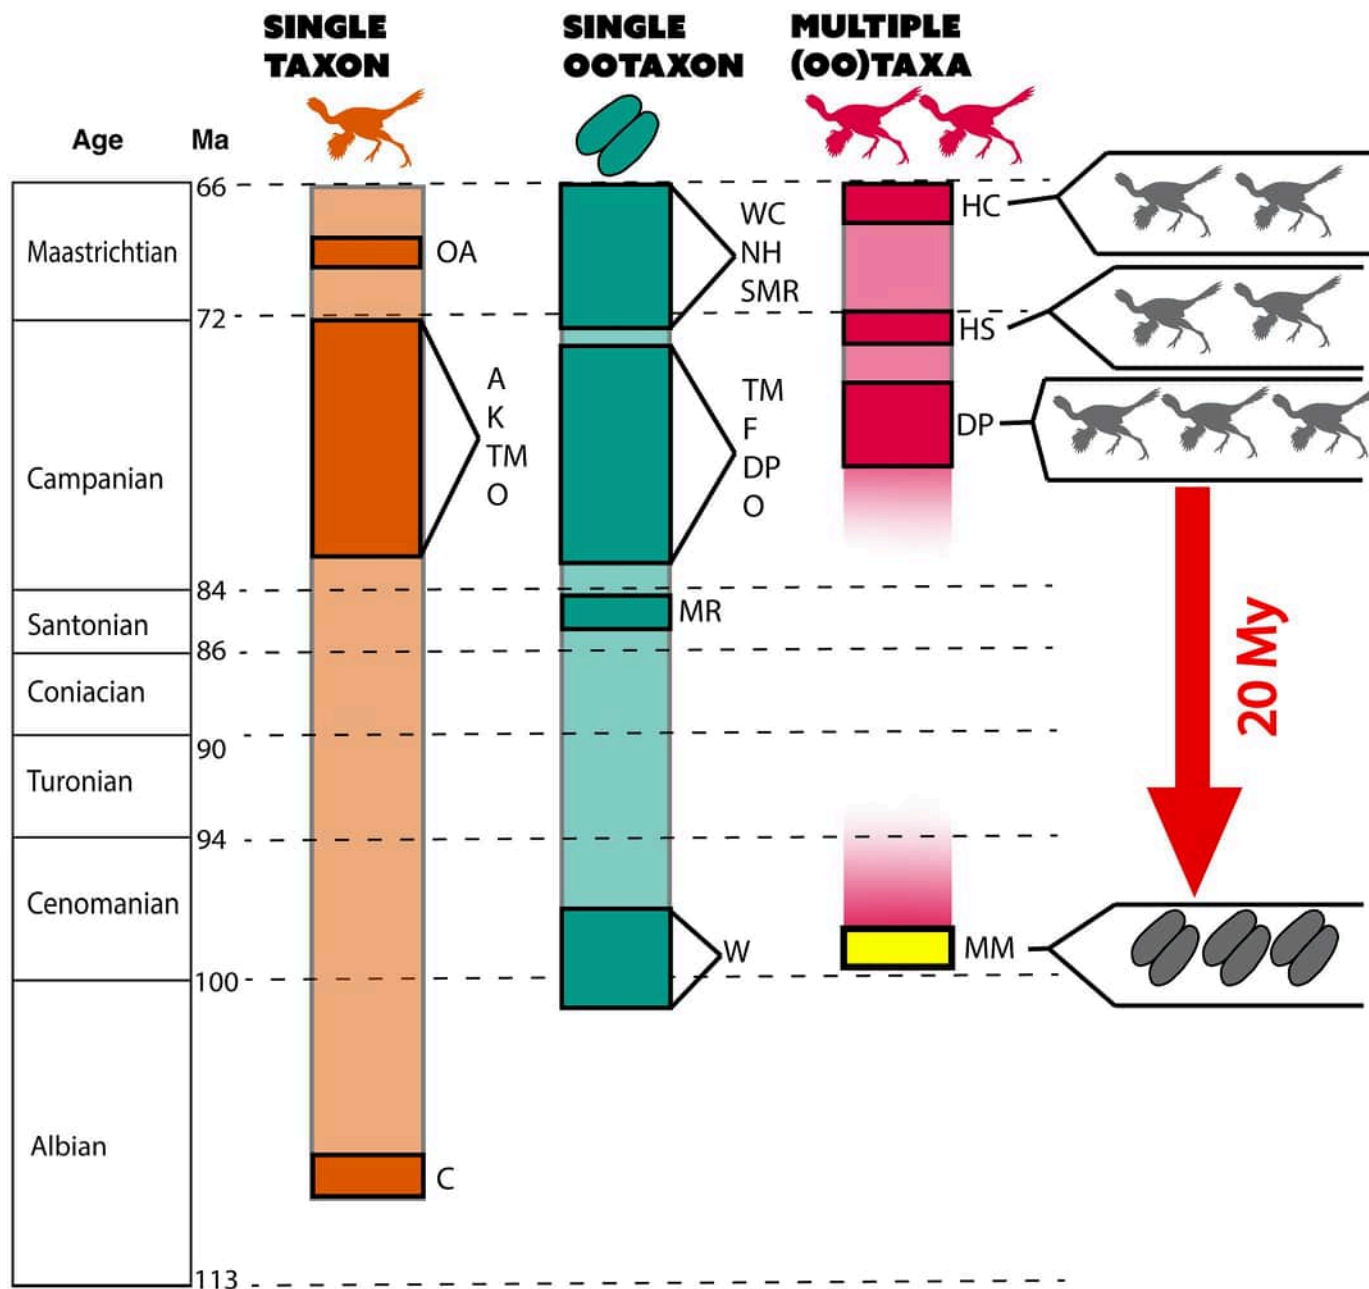 SINGLE
TAXON
SINGLE
OOTAXON
MULTIPLE
(OO)TAXA
Age
Ma
66
Maastrichtian
72
Campanian
84
Santonian
86
Coniacian
90
Turonian
94
Cenomanian
100
Albian
113
OA
A
K
TM
O
C
WC
NH
SMR
TM
F
DP
O
MR
W
HC
HS
DP
MM
20 My